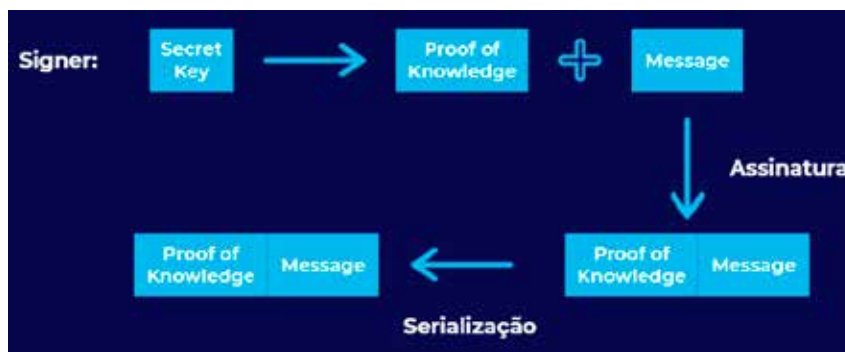 Signer:
Secret
Key
Proof of
Knowledge
Message
Assinatura
Proof of
Knowledge
Message
Proof of
Knowledge
Message
Serialização